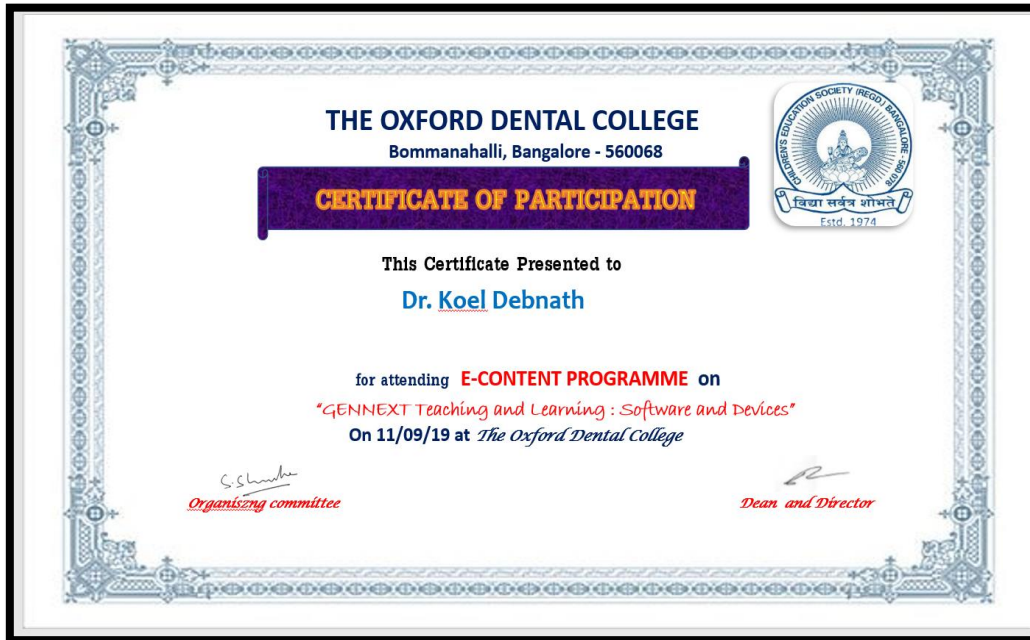 THE OXFORD DENTAL COLLEGE
Bommanahalli, Bangalore - 560068
CHILDREN'S EDUCATION SOCIETY (REGD.) BANGALORE - 560 078
विद्या सर्वत्र शोभते
Estd. 1974
CERTIFICATE OF PARTICIPATION
This Certificate Presented to
Dr. Koel Debnath
for attending E-CONTENT PROGRAMME on
"GENNEXT Teaching and Learning : Software and Devices"
On 11/09/19 at The Oxford Dental College
Organiszng committee
Dean and Director